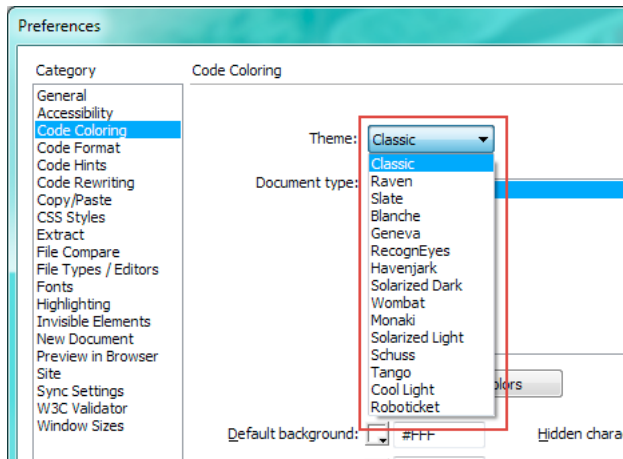 Preferences
Category
Code Coloring
General
Accessibility
Code Coloring
Code Format
Code Hints
Code Rewriting
Copy/Paste
CSS Styles
Extract
File Compare
File Types / Editors
Fonts
Highlighting
Invisible Elements
New Document
Preview in Browser
Site
Sync Settings
W3C Validator
Window Sizes
Theme: Classic
Document type:
Classic
Raven
Slate
Blanche
Geneva
RecognEyes
Havenjark
Solarized Dark
Wombat
Monaki
Solarized Light
Schuss
Tango
Cool Light
Roboticket
Default background: #FFF
Hidden